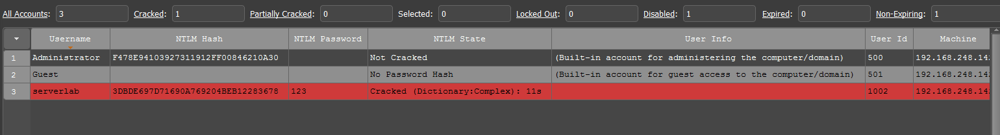 All Accounts: 3 Cracked: 1 Partially Cracked: 0 Selected: 0 Locked Out: 0 Disabled: 1 Expired: 0 Non-Expiring: 1
Username NTLM Hash NTLM Password NTLM State User Info User Id Machine
1 Administrator F478E94103927311912FF00846210A30 Not Cracked (Built-in account for administering the computer/domain) 500 192.168.248.14
2 Guest No Password Hash (Built-in account for guest access to the computer/domain) 501 192.168.248.14
3 serverlab 3DBDE697D71690A769204BEB12283678 123 Cracked (Dictionary:Complex): 11s 1002 192.168.248.14